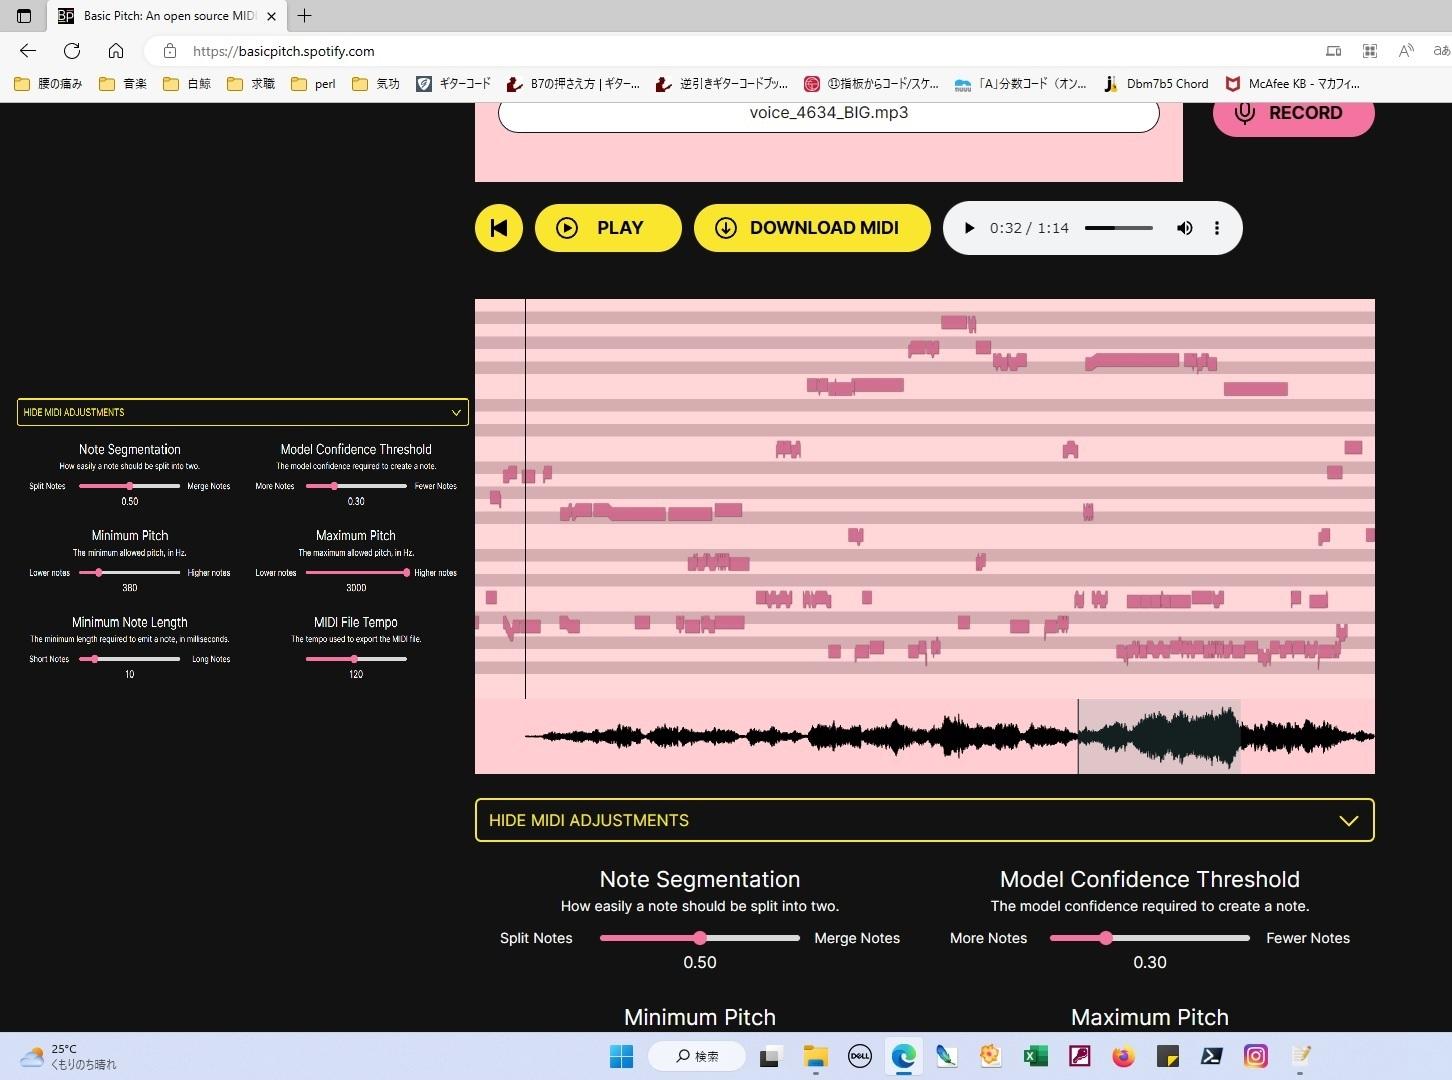 Basic Pitch: An open source MIDI
https://basicpitch.spotify.com
腰の痛み
音楽
白鯨
求職
perl
気功
ギターコード
B7の押さえ方 | ギター...
逆引きギターコードブッ...
⑪指板からコード/スケ...
「A」分数コード（オン...
Dbm7b5 Chord
McAfee KB - マカフィ...
voice_4634_BIG.mp3
RECORD
PLAY
DOWNLOAD MIDI
0:32 / 1:14
HIDE MIDI ADJUSTMENTS
Note Segmentation
How easily a note should be split into two.
Split Notes
Merge Notes
0.50
Model Confidence Threshold
The model confidence required to create a note.
More Notes
Fewer Notes
0.30
Minimum Pitch
The minimum allowed pitch, in Hz.
Lower notes
Higher notes
380
Maximum Pitch
The maximum allowed pitch, in Hz.
Lower notes
Higher notes
3000
Minimum Note Length
The minimum length required to emit a note, in milliseconds.
Short Notes
Long Notes
10
MIDI File Tempo
The tempo used to export the MIDI file.
120
HIDE MIDI ADJUSTMENTS
Note Segmentation
How easily a note should be split into two.
Split Notes
Merge Notes
0.50
Model Confidence Threshold
The model confidence required to create a note.
More Notes
Fewer Notes
0.30
Minimum Pitch
Maximum Pitch
25°C
くもりのち晴れ
検索
DELL